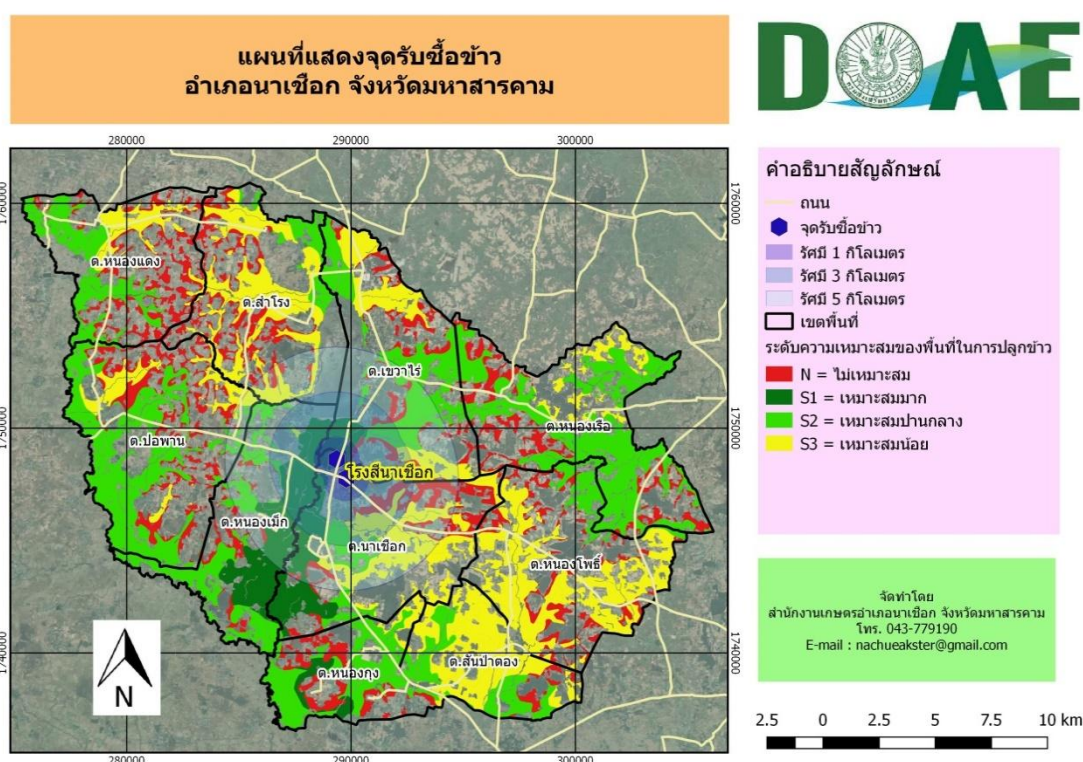 แผนที่แสดงจุดรับซื้อข้าว
อำเภอนาเชือก จังหวัดมหาสารคาม
DOAE
280000
290000
300000
1760000
1760000
1750000
1750000
1740000
1740000
ต.หนองแดง
ต.สำโรง
ต.เขวาไร่
ต.หนองเรือ
ต.ปอพาน
โรงสีนาเชือก
ต.หนองเม็ก
ต.นาเชือก
ต.หนองโพธิ์
ต.สันป่าตอง
ต.หนองกุง
N
280000
290000
300000
คำอธิบายสัญลักษณ์
ถนน
จุดรับซื้อข้าว
รัศมี 1 กิโลเมตร
รัศมี 3 กิโลเมตร
รัศมี 5 กิโลเมตร
เขตพื้นที่
ระดับความเหมาะสมของพื้นที่ในการปลูกข้าว
N = ไม่เหมาะสม
S1 = เหมาะสมมาก
S2 = เหมาะสมปานกลาง
S3 = เหมาะสมน้อย
จัดทำโดย
สำนักงานเกษตรอำเภอนาเชือก จังหวัดมหาสารคาม
โทร. 043-779190
E-mail : nachueakster@gmail.com
2.5 0 2.5 5 7.5 10 km